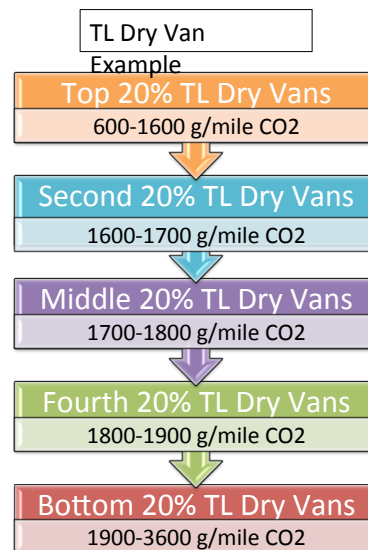 TL Dry Van
Example
Top 20% TL Dry Vans
600-1600 g/mile CO2
Second 20% TL Dry Vans
1600-1700 g/mile CO2
Middle 20% TL Dry Vans
1700-1800 g/mile CO2
Fourth 20% TL Dry Vans
1800-1900 g/mile CO2
Bottom 20% TL Dry Vans
1900-3600 g/mile CO2